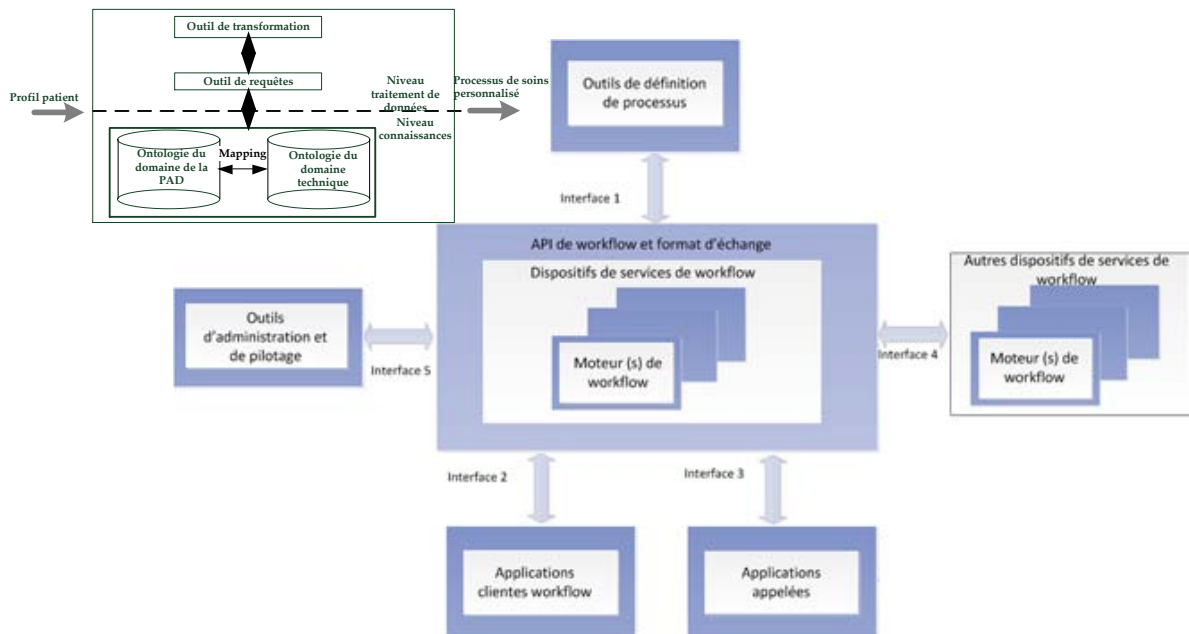 Outil de transformation
Outil de requêtes
Profil patient
Niveau
traitement de
données
Niveau
connaissances
Processus de soins
personnalisé
Ontologie du
domaine de la
PAD
Mapping
Ontologie du
domaine
technique
Outils de définition
de processus
Interface 1
API de workflow et format d'échange
Dispositifs de services de workflow
Moteur (s) de
workflow
Autres dispositifs de services de
workflow
Moteur (s) de
workflow
Interface 4
Outils
d'administration et
de pilotage
Interface 5
Interface 2
Interface 3
Applications
clientes workflow
Applications
appelées